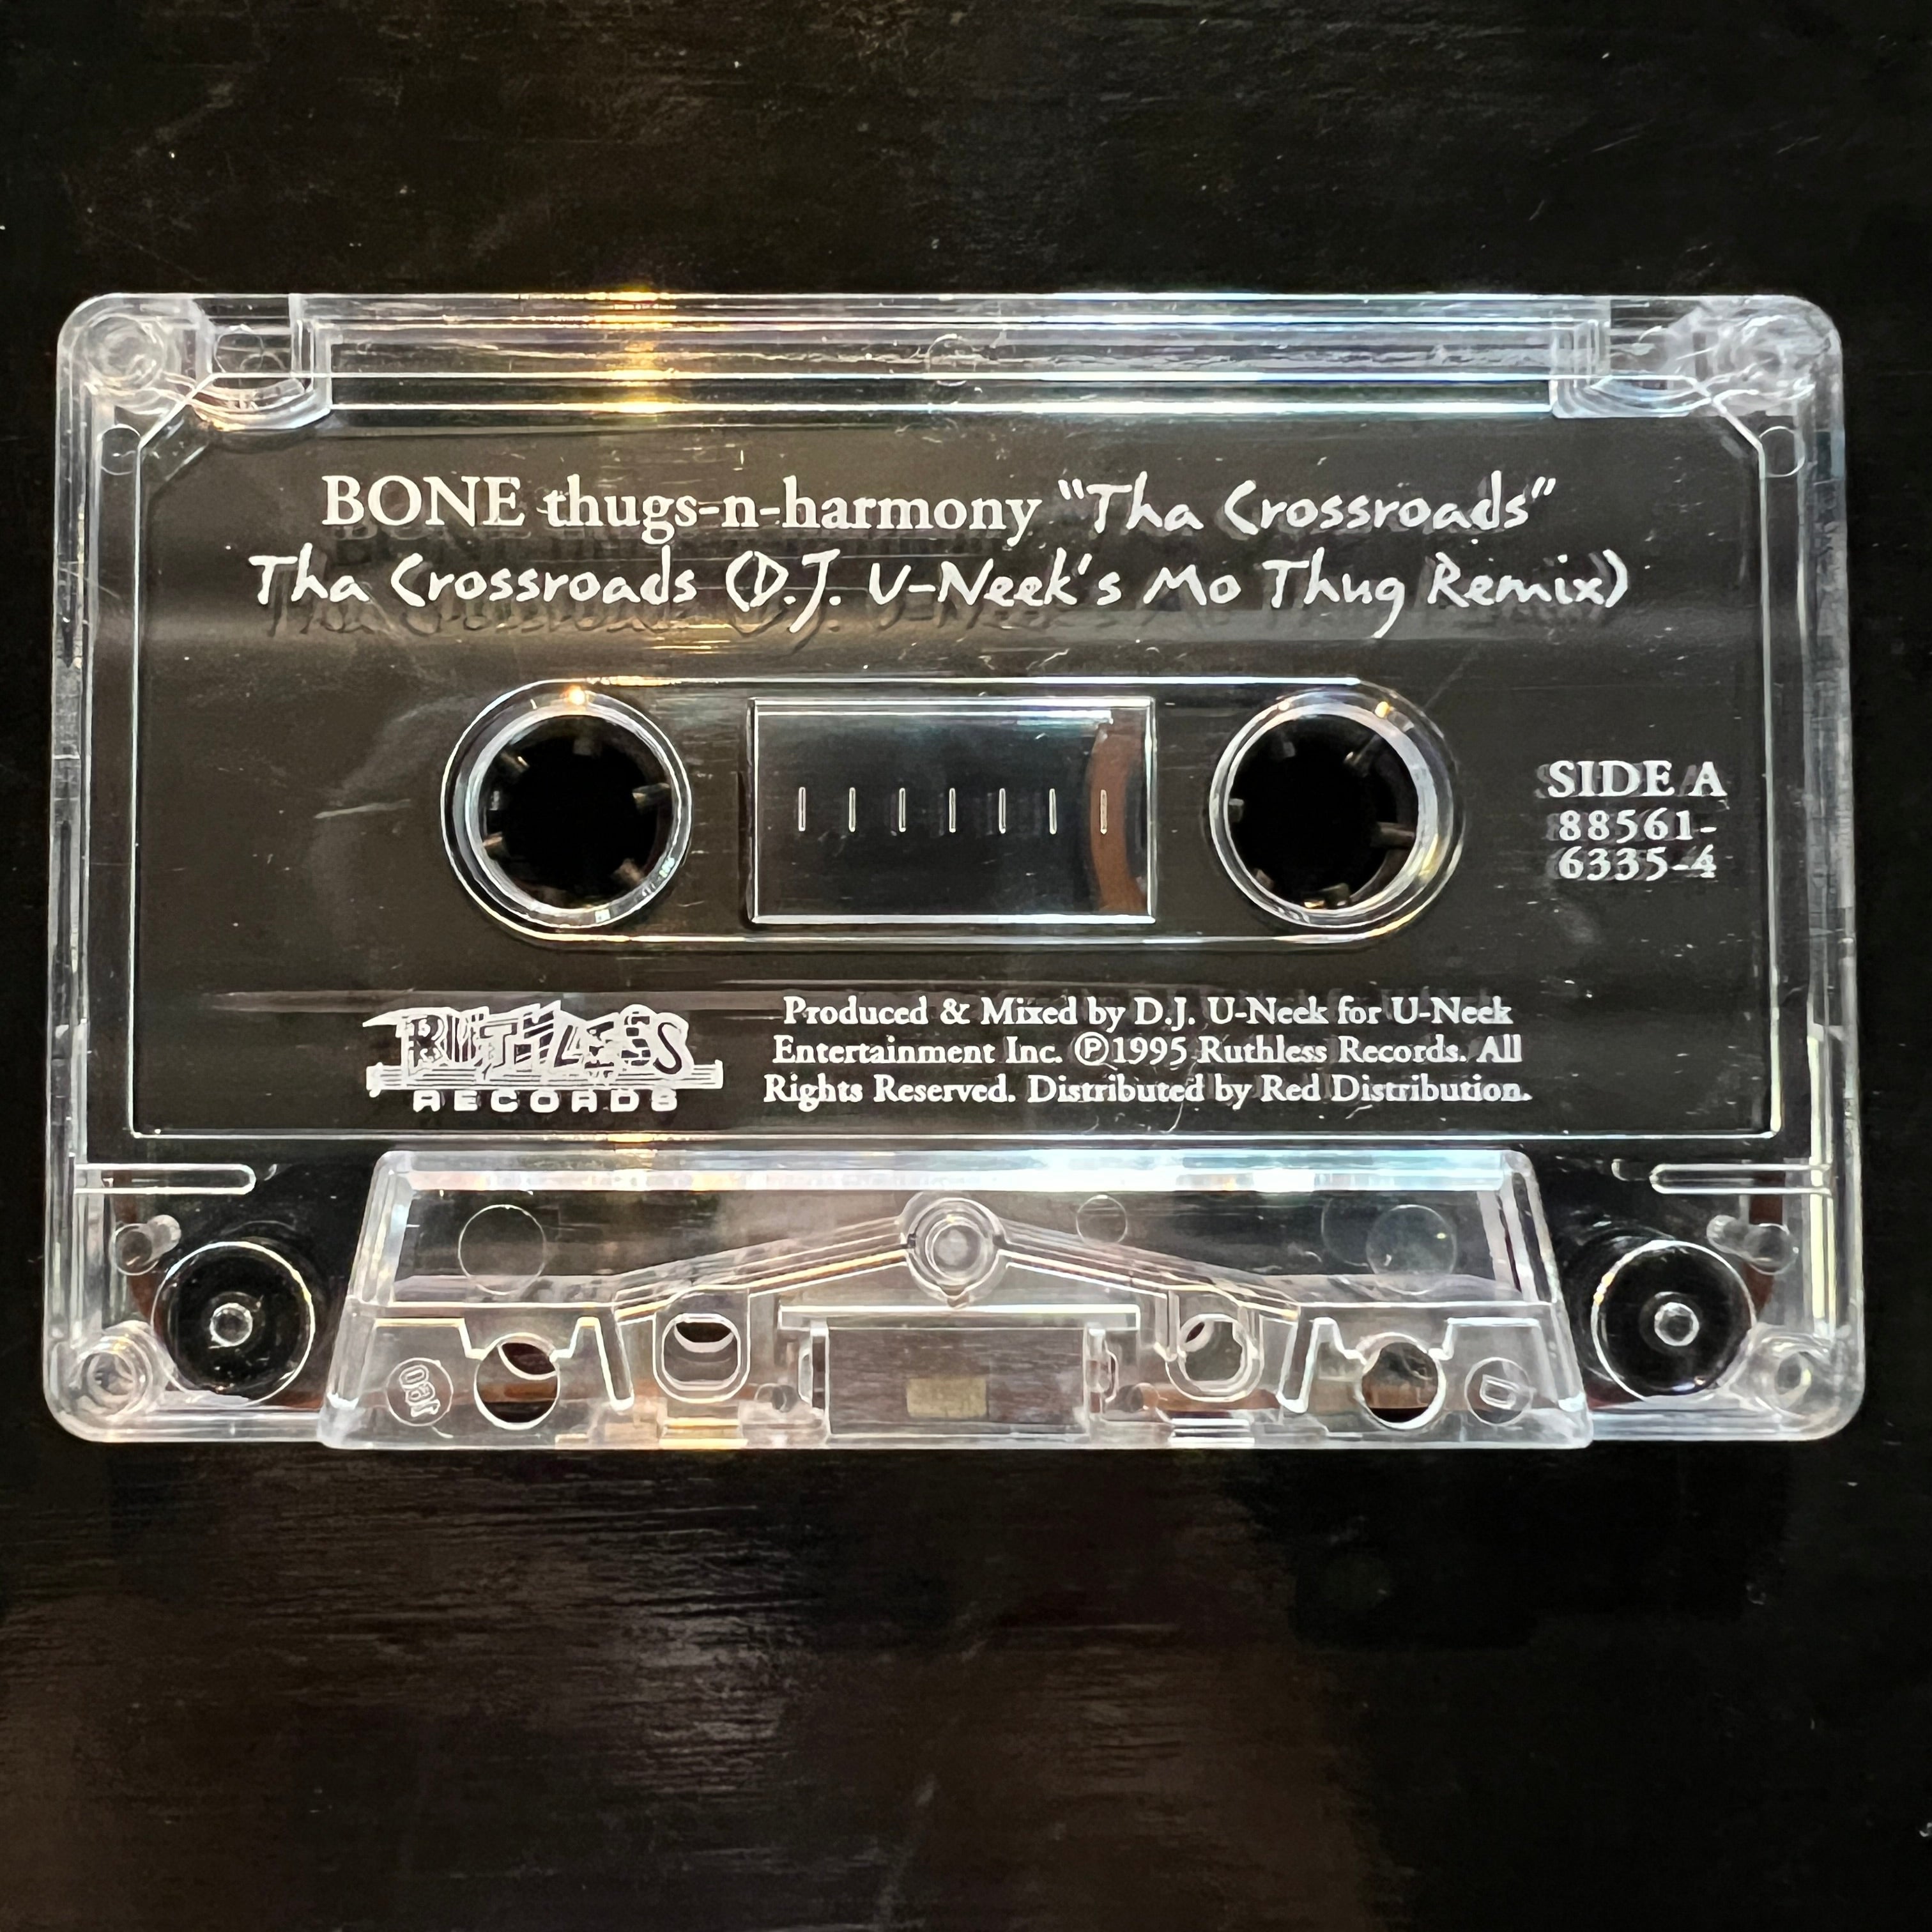 BONE thugs-n-harmony "Tha Crossroads"
Tha Crossroads (D.J. U-Neek's Mo Thug Remix)
SIDE A
88561-
6335-4
RUTHLESS
RECORDS
Produced & Mixed by D.J. U-Neek for U-Neek
Entertainment Inc. ℗1995 Ruthless Records. All
Rights Reserved. Distributed by Red Distribution.